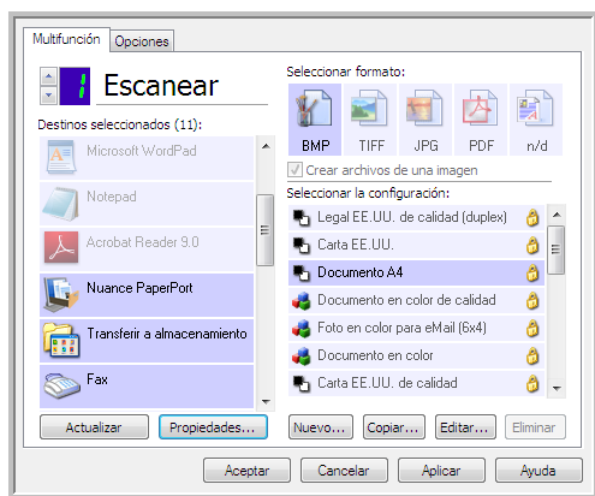 Multifunción
Opciones
1
Escanear
Destinos seleccionados (11):
Microsoft WordPad
Notepad
Acrobat Reader 9.0
Nuance PaperPort
Transferir a almacenamiento
Fax
Actualizar
Propiedades...
Seleccionar formato:
BMP
TIFF
JPG
PDF
n/d
Crear archivos de una imagen
Seleccionar la configuración:
Legal EE.UU. de calidad (duplex)
Carta EE.UU.
Documento A4
Documento en color de calidad
Foto en color para eMail (6x4)
Documento en color
Carta EE.UU. de calidad
Nuevo...
Copiar...
Editar...
Eliminar
Aceptar
Cancelar
Aplicar
Ayuda